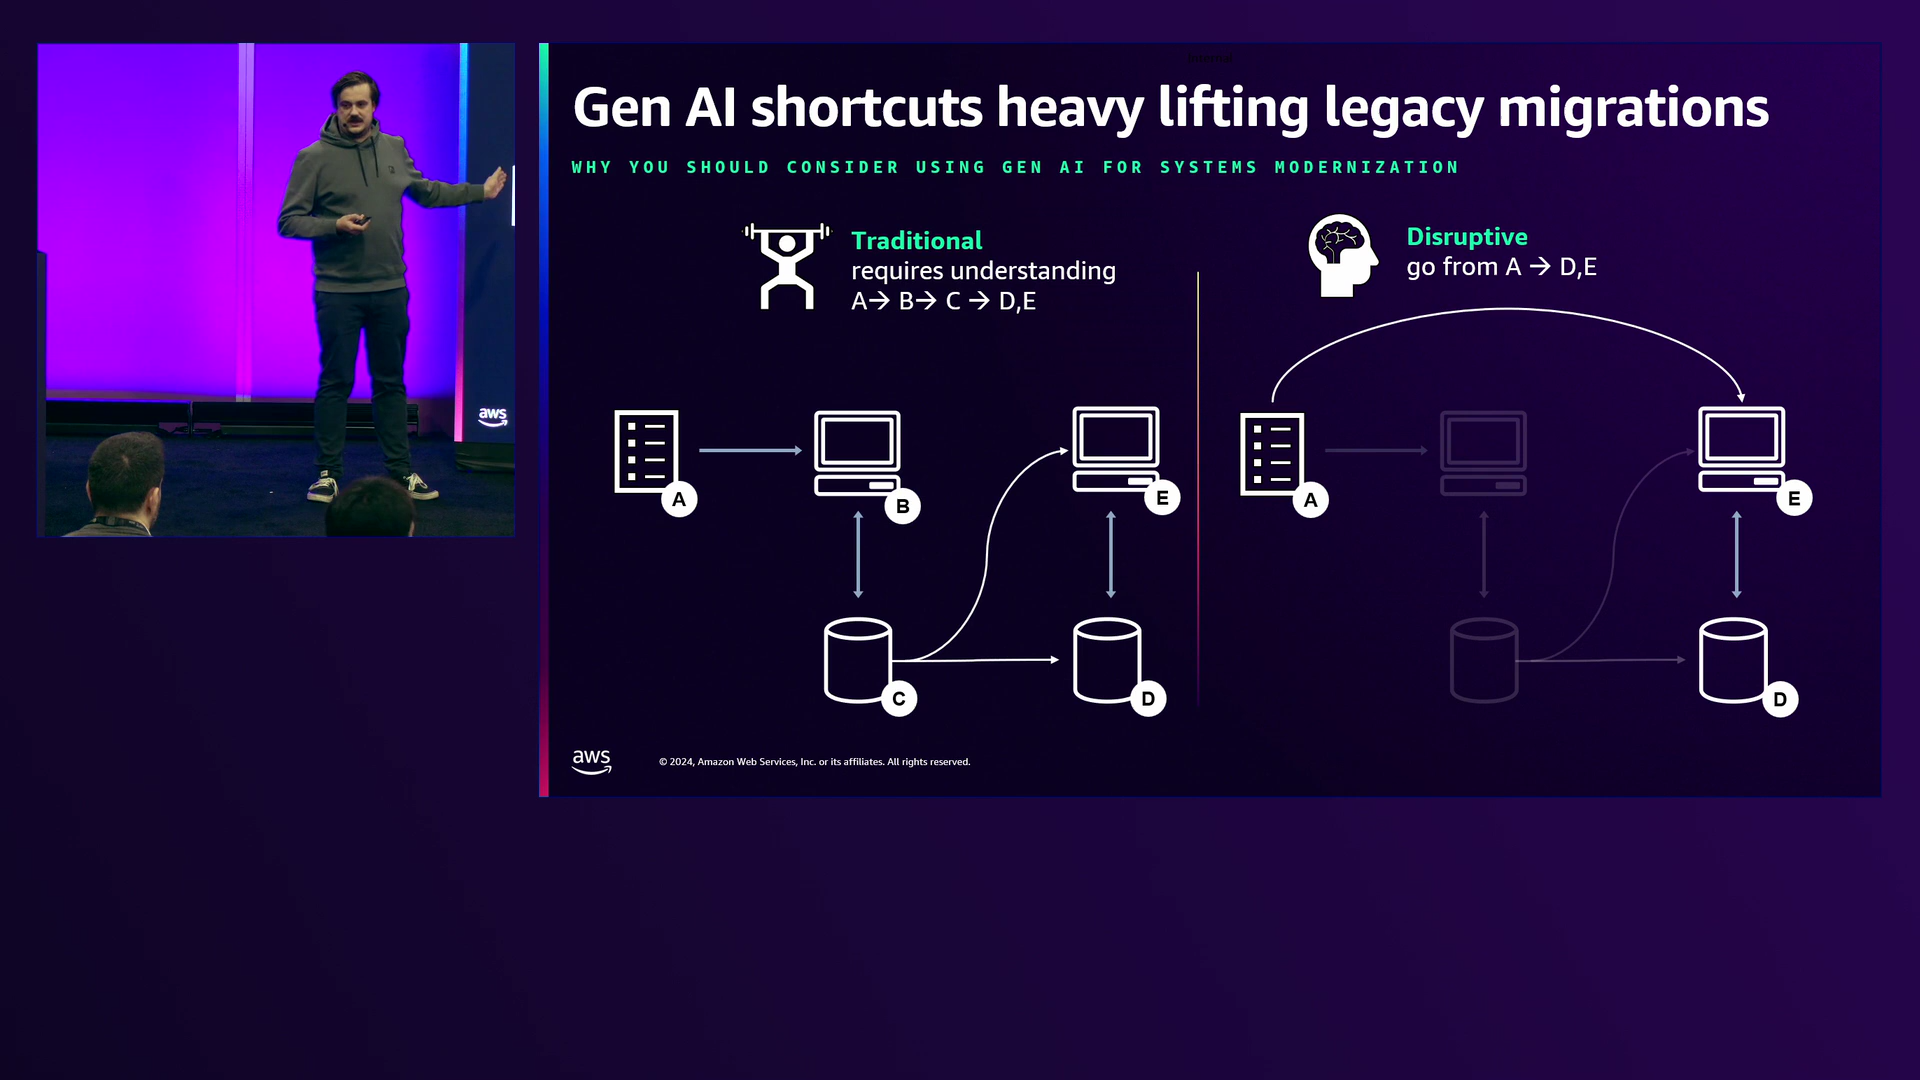 Internal
Gen AI shortcuts heavy lifting legacy migrations
WHY YOU SHOULD CONSIDER USING GEN AI FOR SYSTEMS MODERNIZATION
Traditional
requires understanding
A→ B→ C → D,E
Disruptive
go from A → D,E
A
B
E
C
D
A
E
D
aws
aws
© 2024, Amazon Web Services, Inc. or its affiliates. All rights reserved.